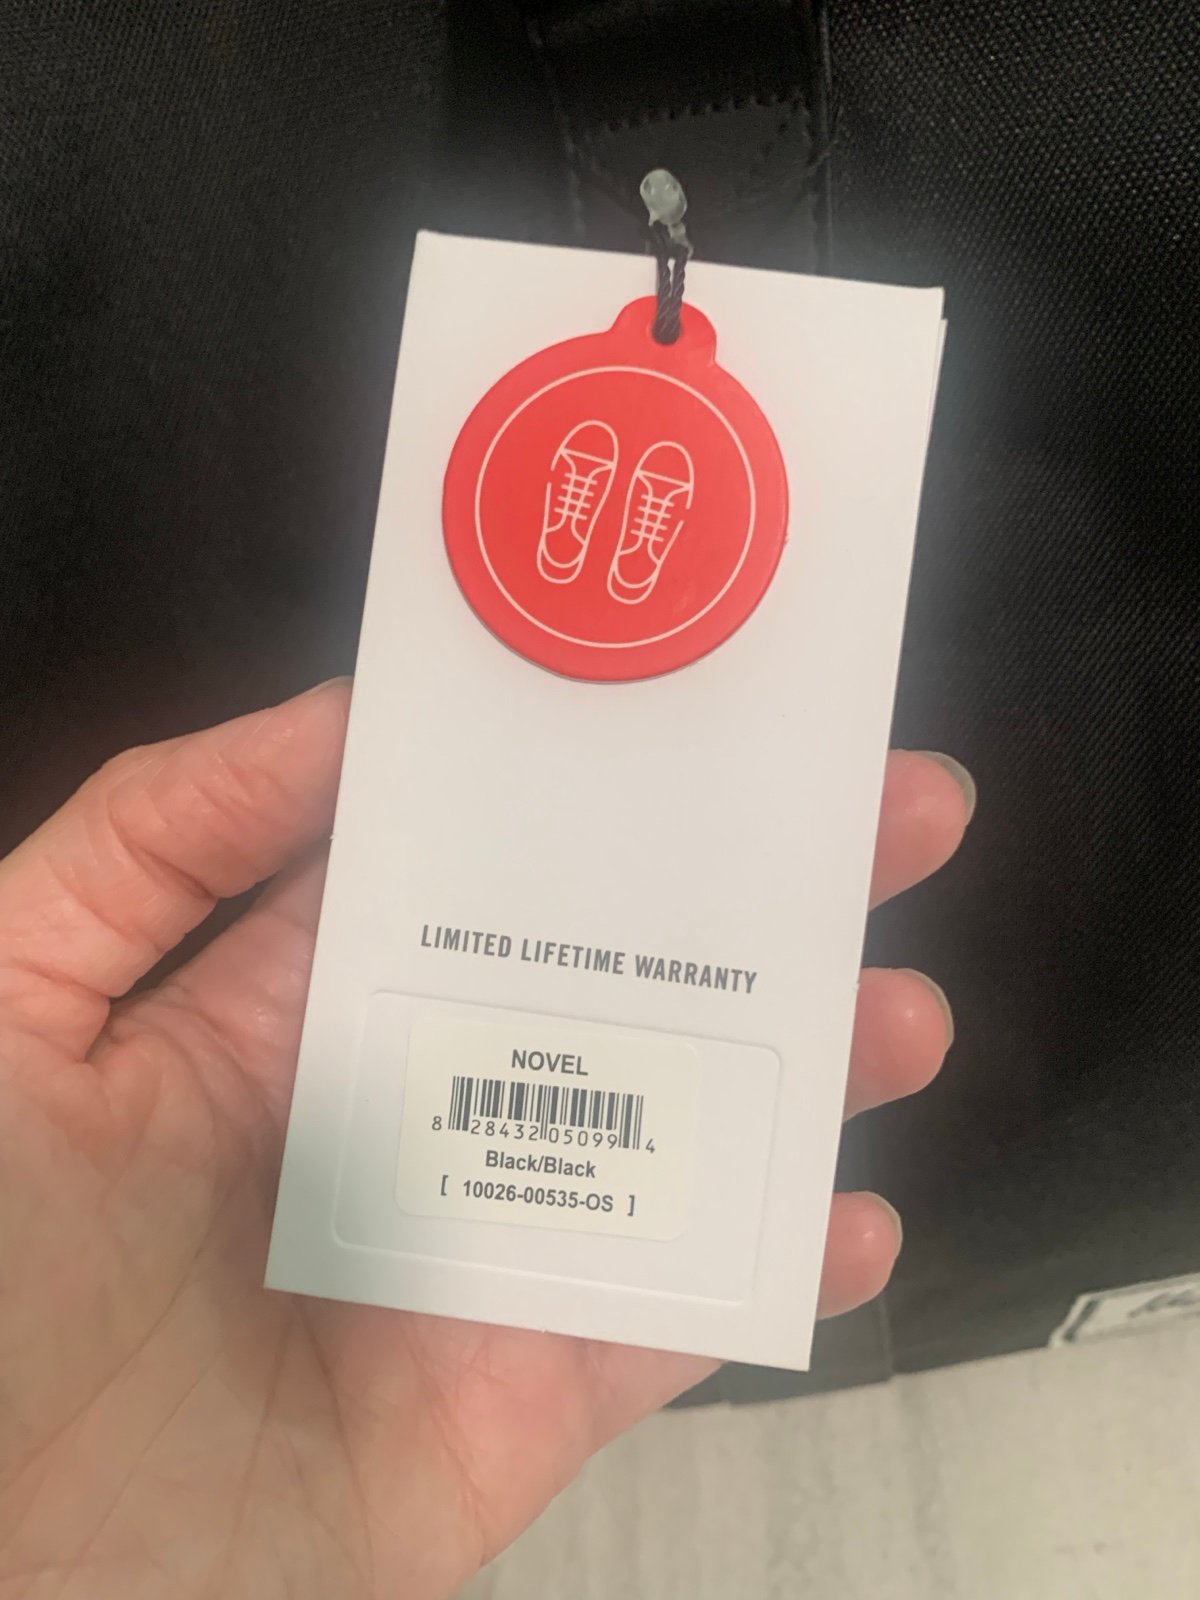 LIMITED LIFETIME WARRANTY
NOVEL
8 28432 05099 4
Black/Black
[ 10026-00535-OS ]